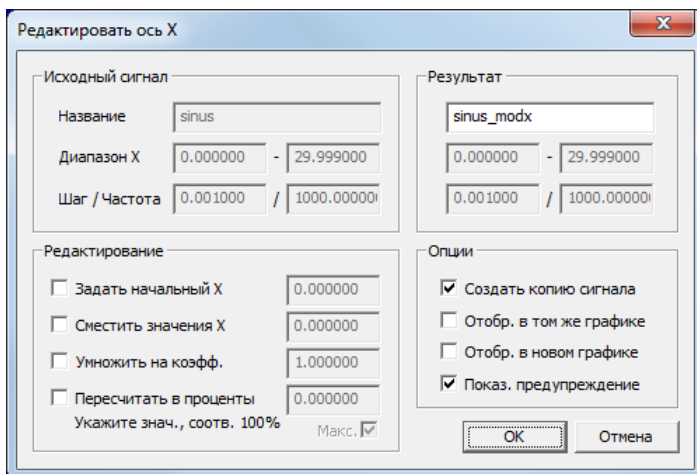 Редактировать ось X
Исходный сигнал
Название sinus
Диапазон X 0.000000 - 29.999000
Шаг / Частота 0.001000 / 1000.000000
Результат
sinus_modx
0.000000 - 29.999000
0.001000 / 1000.000000
Редактирование
Задать начальный X 0.000000
Сместить значения X 0.000000
Умножить на коэфф. 1.000000
Пересчитать в проценты 0.000000
Укажите знач., соотв. 100% Макс.
Опции
Создать копию сигнала
Отобр. в том же графике
Отобр. в новом графике
Показ. предупреждение
OK Отмена